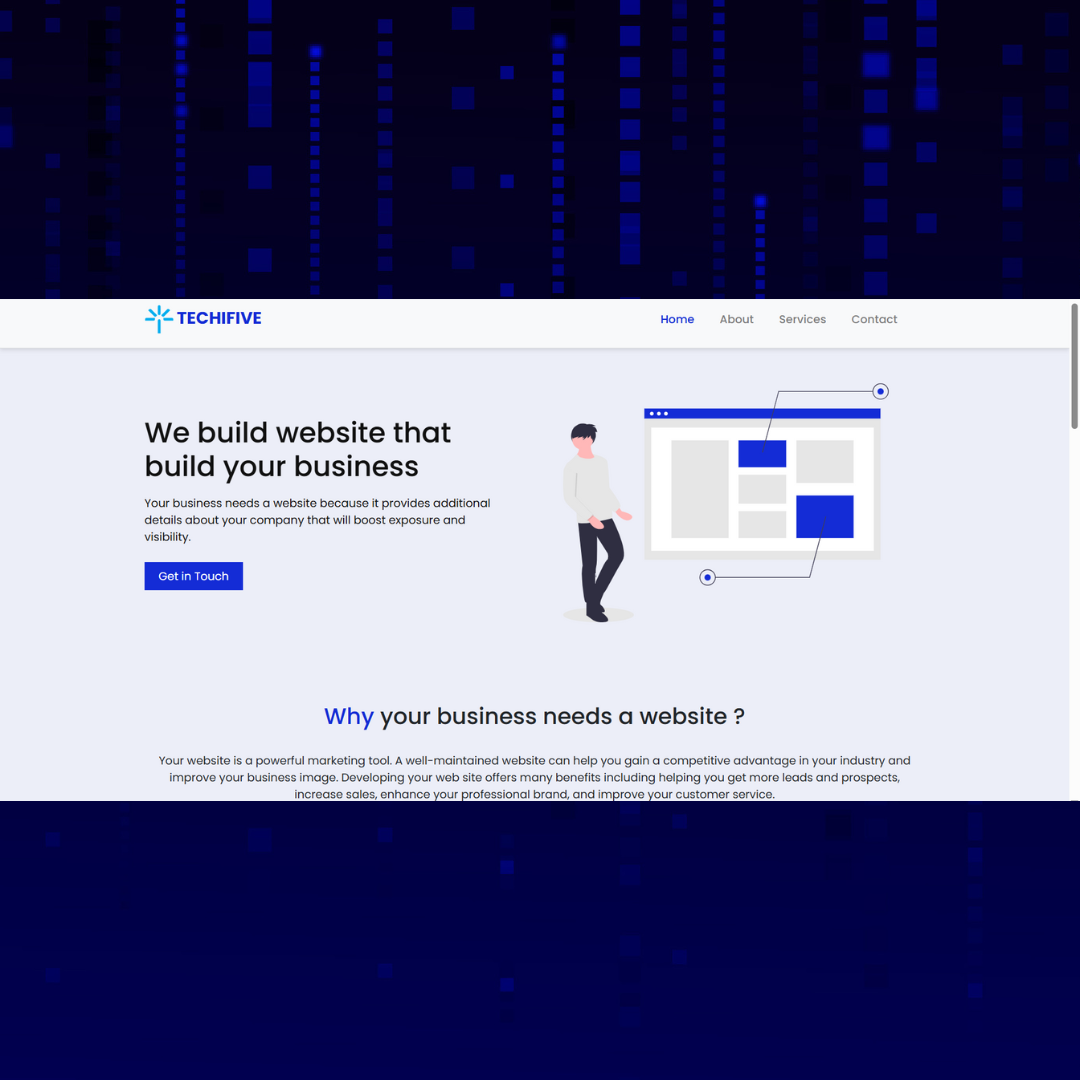 TECHIFIVE
Home About Services Contact
We build website that
build your business
Your business needs a website because it provides additional
details about your company that will boost exposure and
visibility.
Get in Touch
Why your business needs a website ?
Your website is a powerful marketing tool. A well-maintained website can help you gain a competitive advantage in your industry and
improve your business image. Developing your web site offers many benefits including helping you get more leads and prospects,
increase sales, enhance your professional brand, and improve your customer service.